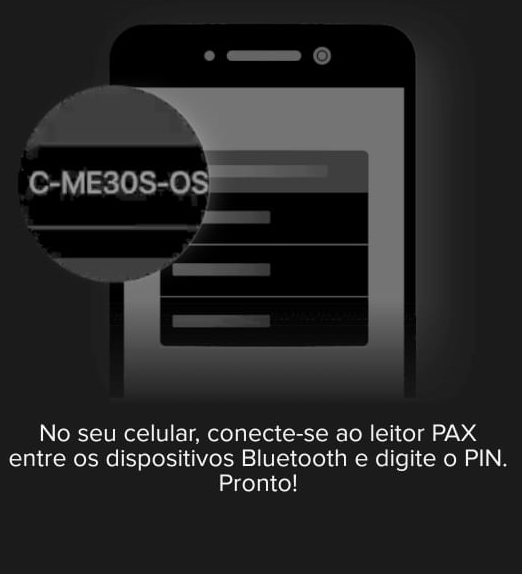 C-ME30S-OS
No seu celular, conecte-se ao leitor PAX
entre os dispositivos Bluetooth e digite o PIN.
Pronto!